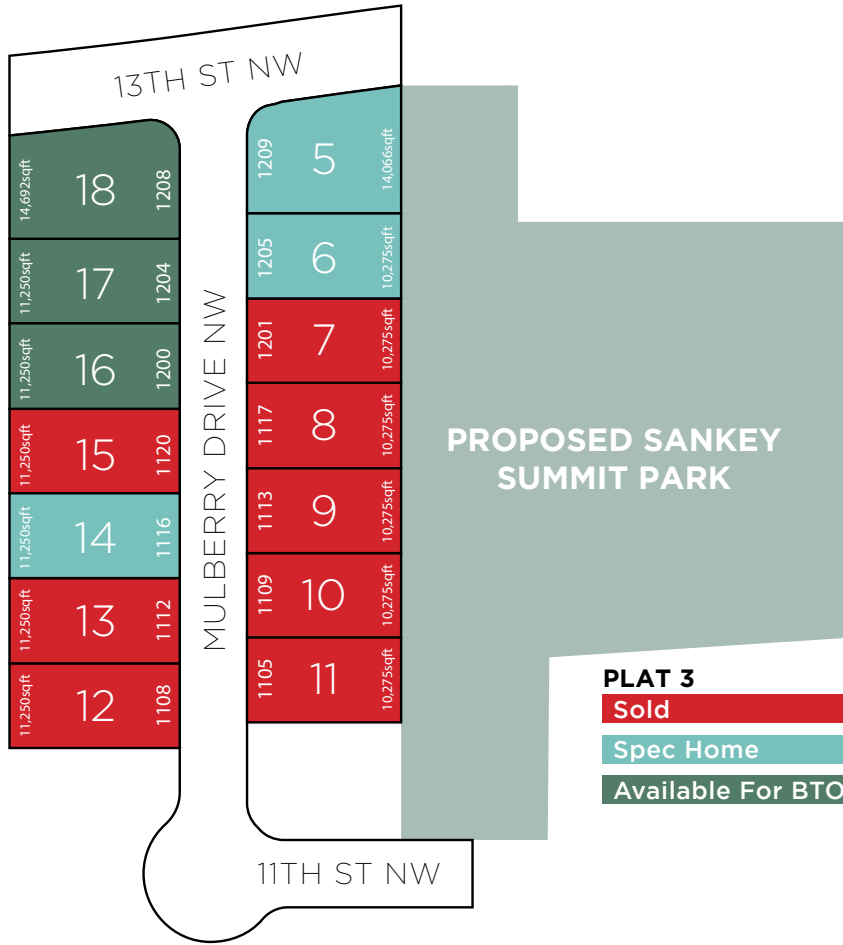 13TH ST NW
14,692sqft 18 1208
11,250sqft 17 1204
11,250sqft 16 1200
11,250sqft 15 1120
11,250sqft 14 1116
11,250sqft 13 1112
11,250sqft 12 1108
MULBERRY DRIVE NW
1209 5 14,066sqft
1205 6 10,275sqft
1201 7 10,275sqft
1117 8 10,275sqft
1113 9 10,275sqft
1109 10 10,275sqft
1105 11 10,275sqft
PROPOSED SANKEY
SUMMIT PARK
PLAT 3
Sold
Spec Home
Available For BTO
11TH ST NW